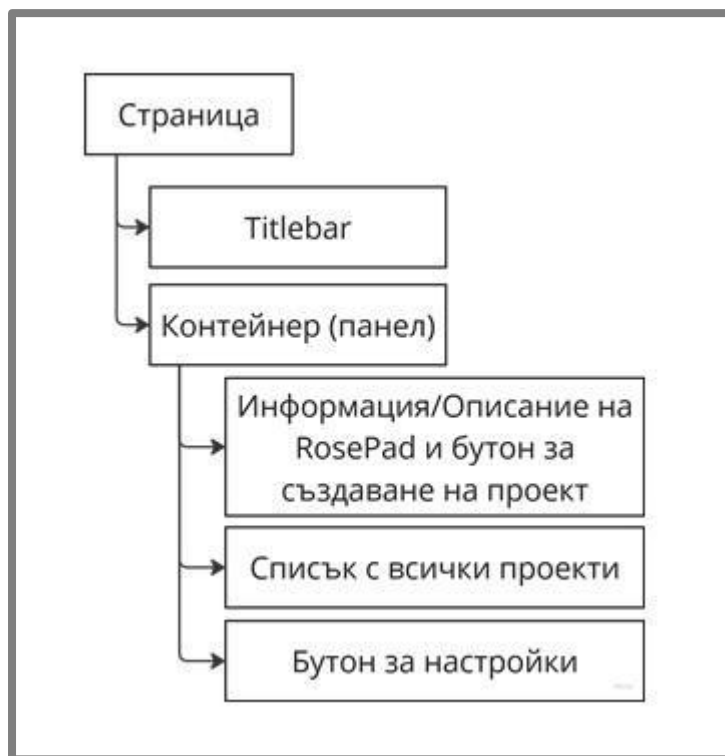 Страница
Titlebar
Контейнер (панел)
Информация/Описание на
RosePad и бутон за
създаване на проект
Списък с всички проекти
Бутон за настройки